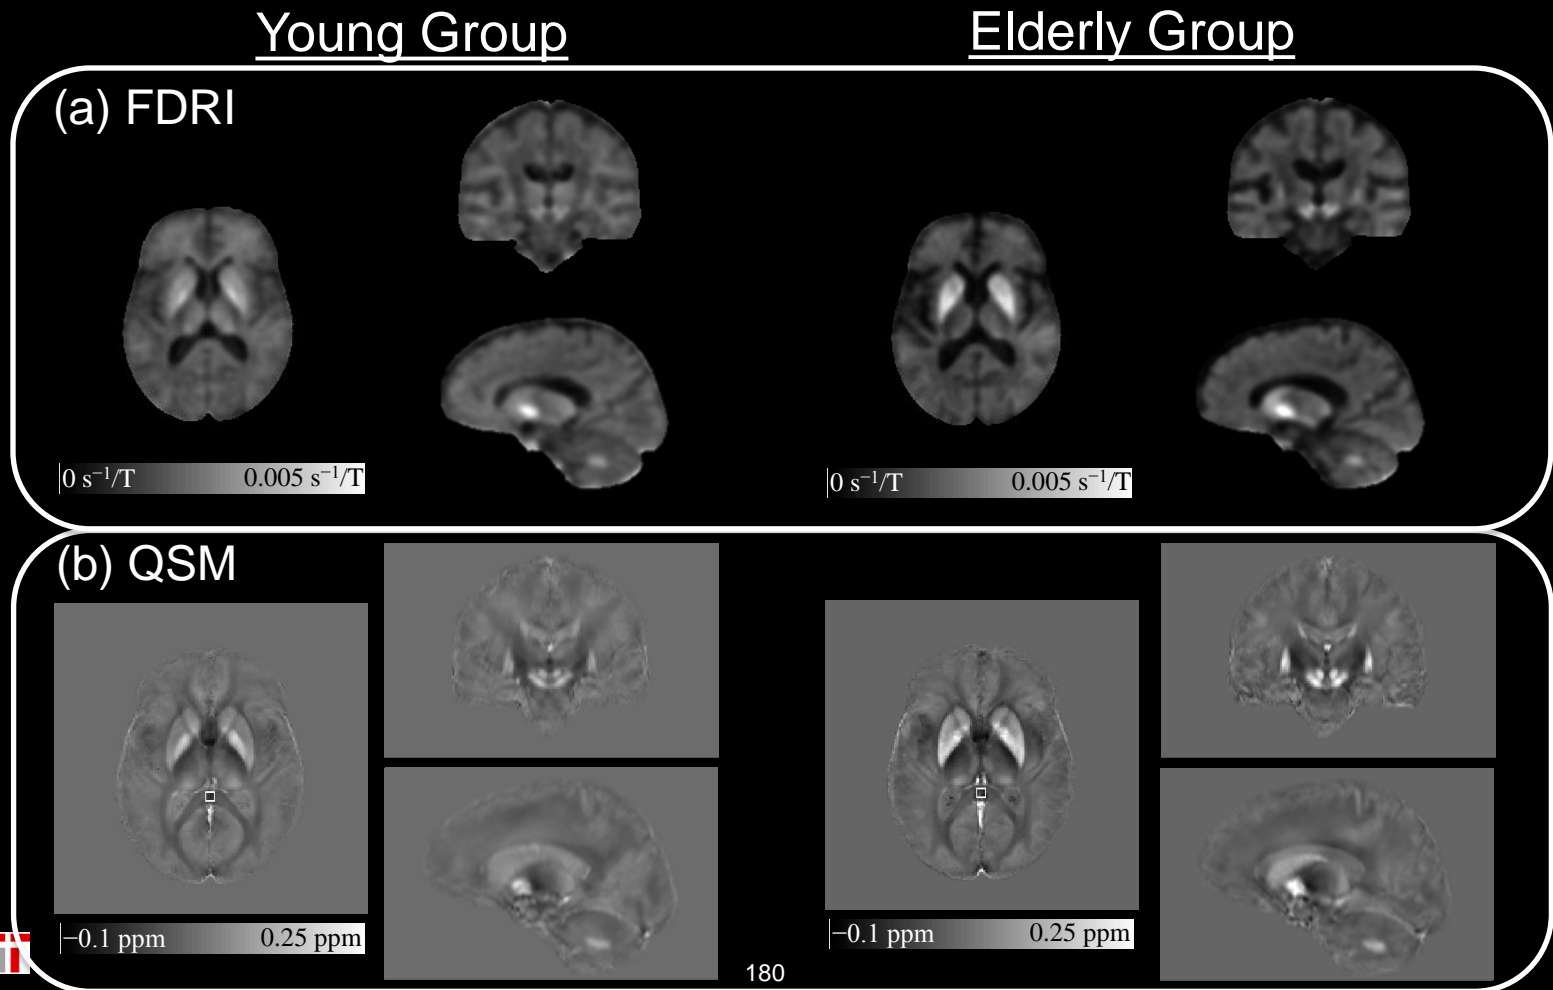 Young Group
Elderly Group
(a) FDRI
0 s⁻¹/T 0.005 s⁻¹/T
0 s⁻¹/T 0.005 s⁻¹/T
(b) QSM
−0.1 ppm 0.25 ppm
−0.1 ppm 0.25 ppm
180